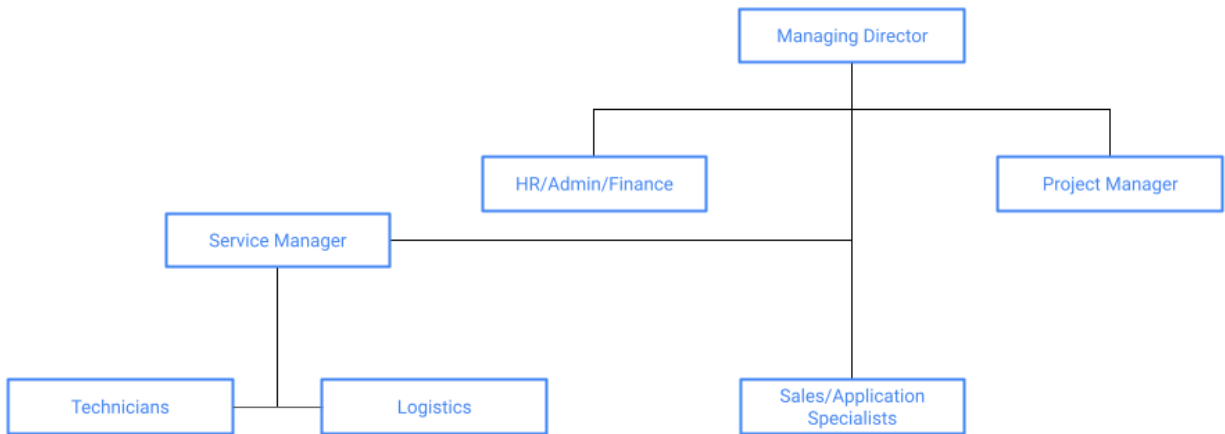 Managing Director
HR/Admin/Finance
Project Manager
Service Manager
Technicians
Logistics
Sales/Application
Specialists